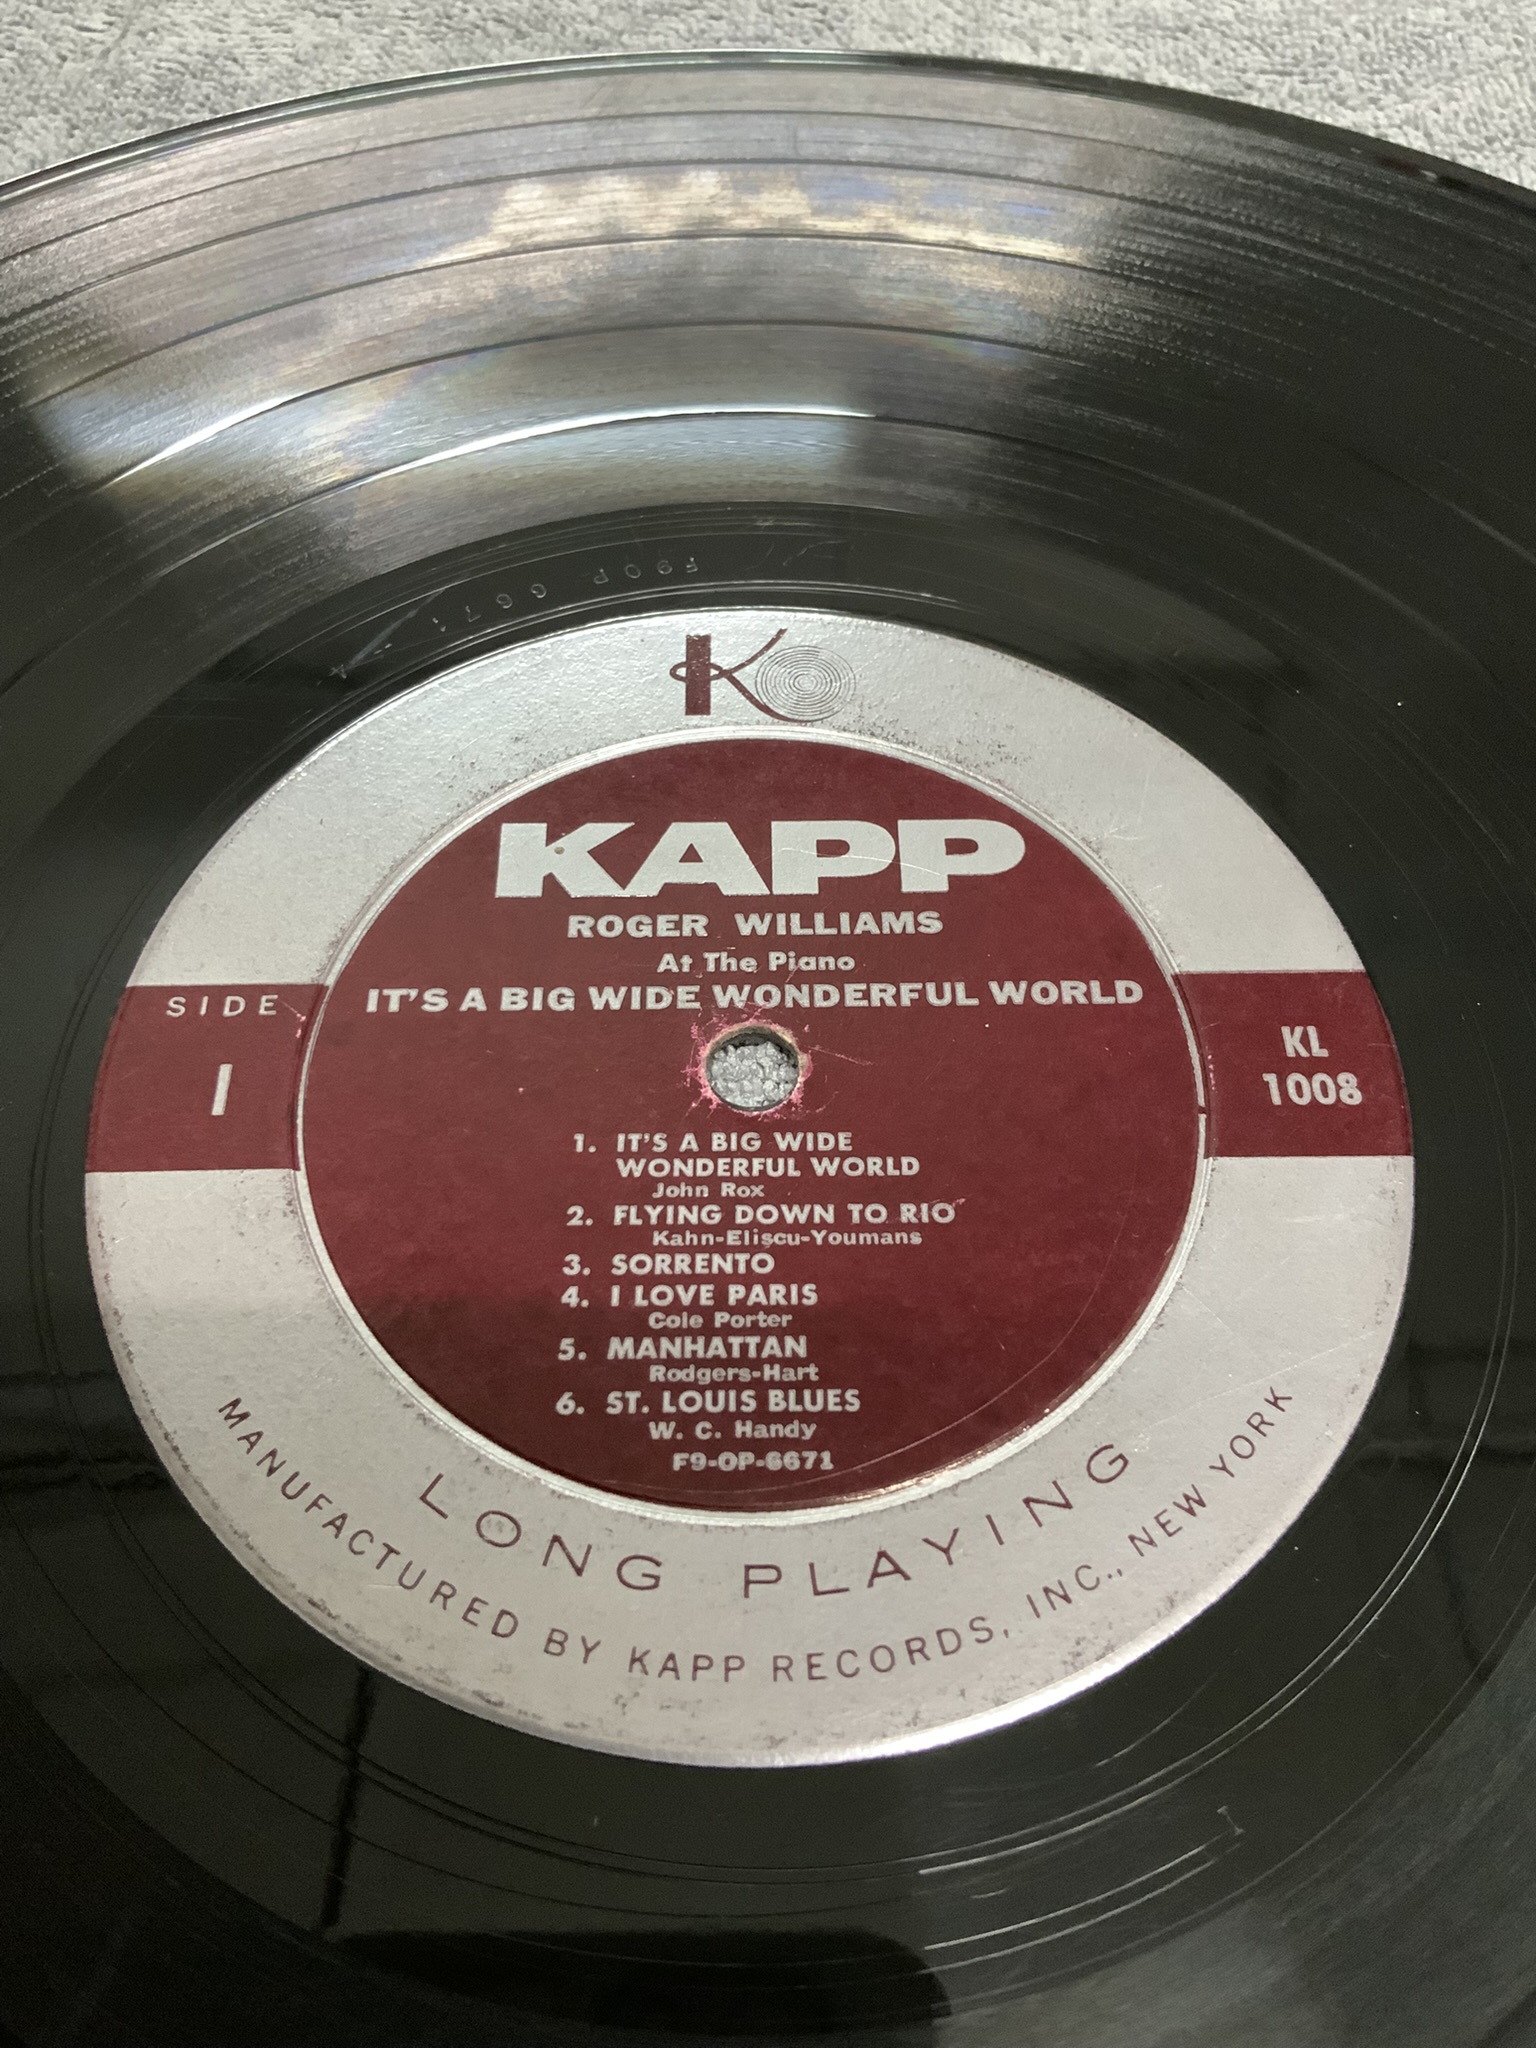 F9OP 6671
K
KAPP
ROGER WILLIAMS
At The Piano
IT'S A BIG WIDE WONDERFUL WORLD
SIDE
1
KL
1008
1. IT'S A BIG WIDE
WONDERFUL WORLD
John Rox
2. FLYING DOWN TO RIO
Kahn-Eliscu-Youmans
3. SORRENTO
4. I LOVE PARIS
Cole Porter
5. MANHATTAN
Rodgers-Hart
6. ST. LOUIS BLUES
W. C. Handy
F9-OP-6671
LONG PLAYING
MANUFACTURED BY KAPP RECORDS, INC., NEW YORK